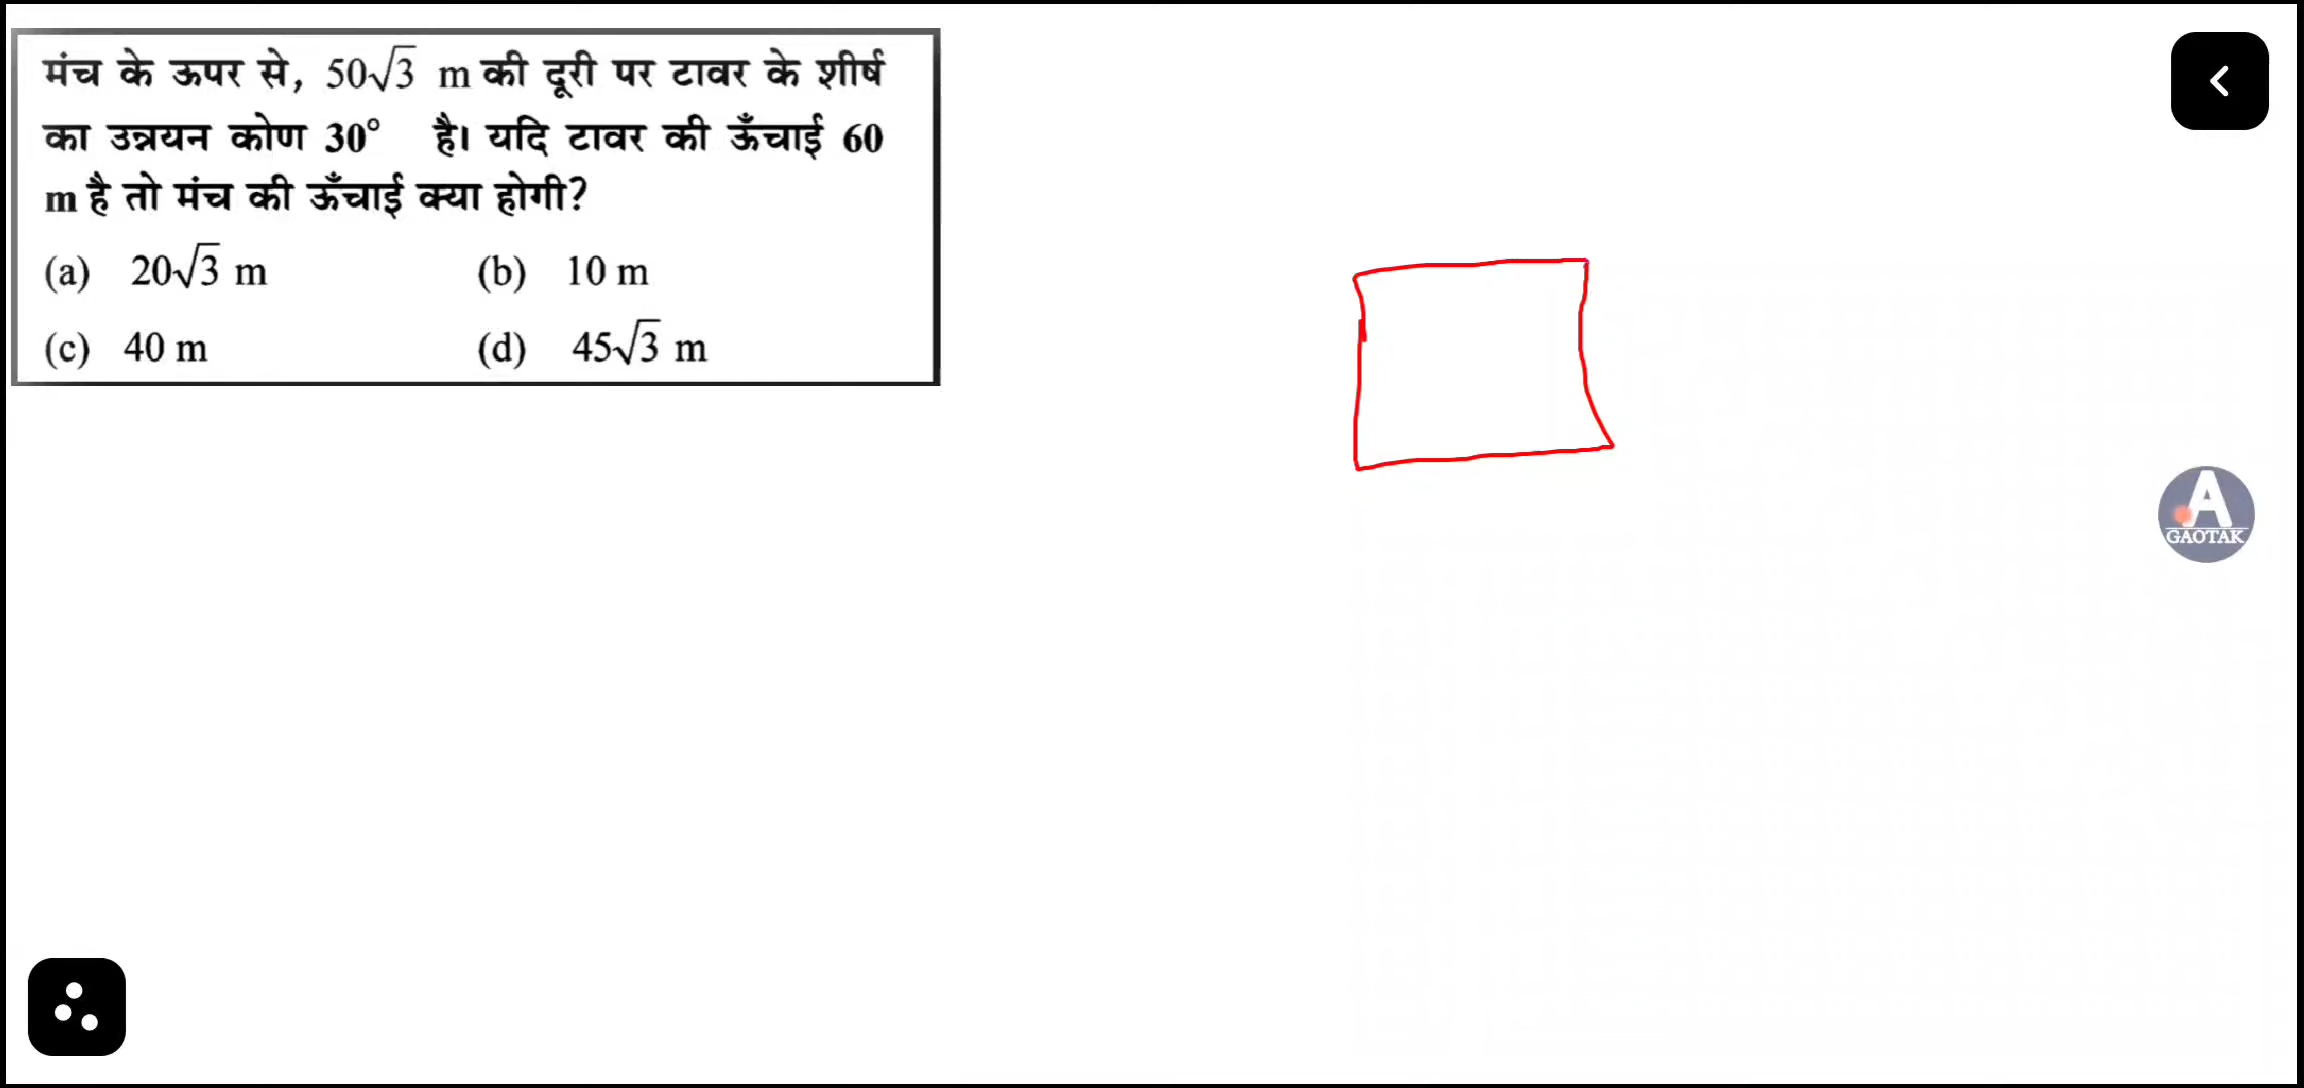 मंच के ऊपर से, 50√3 m की दूरी पर टावर के शीर्ष
का उन्नयन कोण 30° है। यदि टावर की ऊँचाई 60
m है तो मंच की ऊँचाई क्या होगी?
(a) 20√3 m (b) 10 m
(c) 40 m (d) 45√3 m
A
GAOTAK